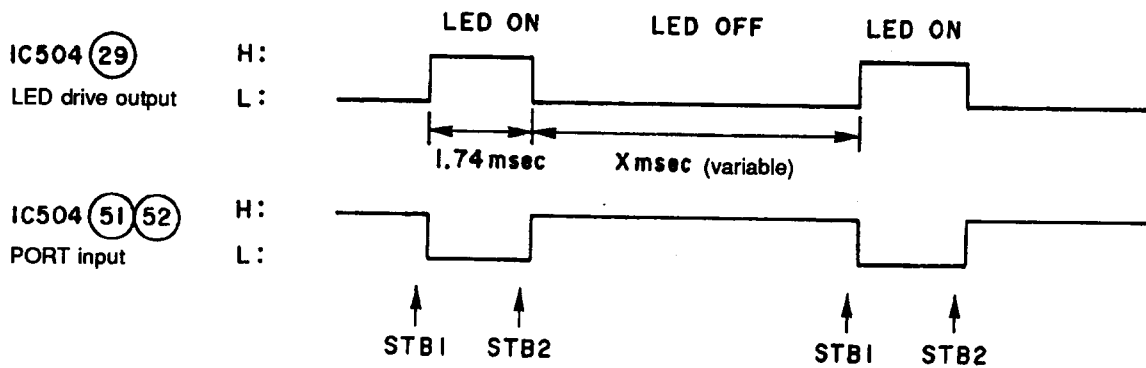 LED ON LED OFF LED ON
IC504 29 H:
LED drive output L:
1.74 msec X msec (variable)
IC504 51 52 H:
PORT input L:
STB1 STB2 STB1 STB2